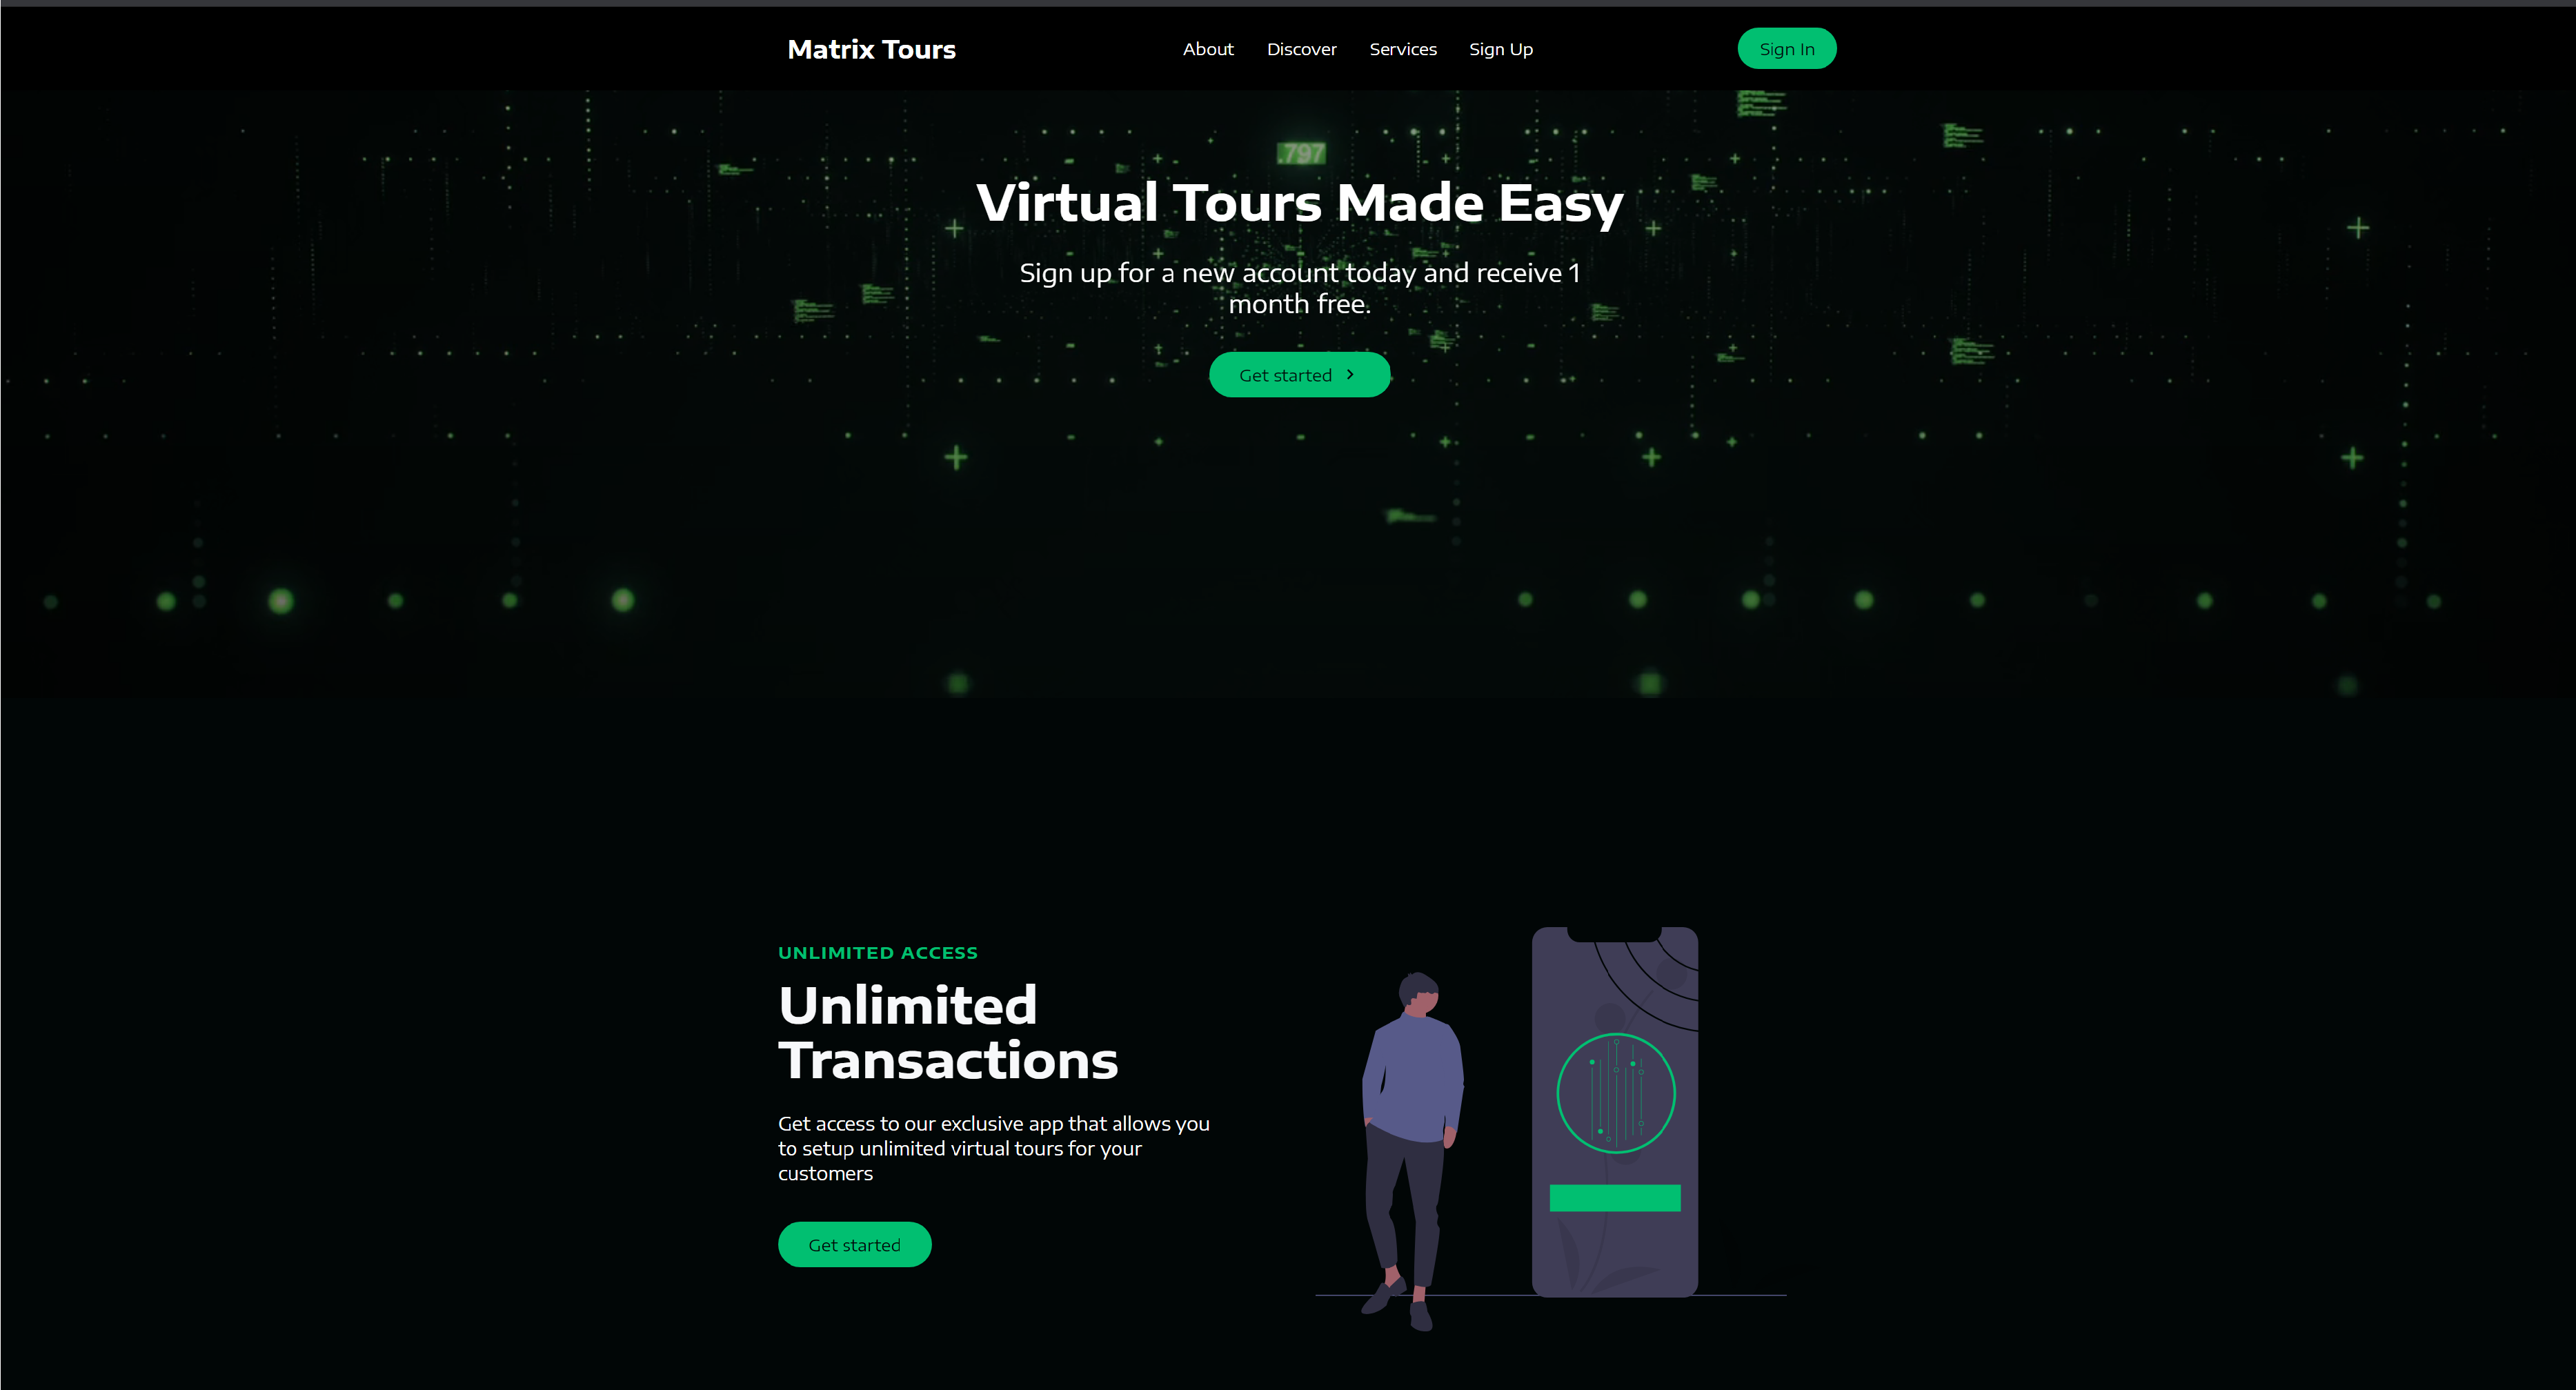 Matrix Tours
About Discover Services Sign Up
Sign In
.797
Virtual Tours Made Easy
Sign up for a new account today and receive 1
month free.
Get started
UNLIMITED ACCESS
Unlimited
Transactions
Get access to our exclusive app that allows you
to setup unlimited virtual tours for your
customers
Get started